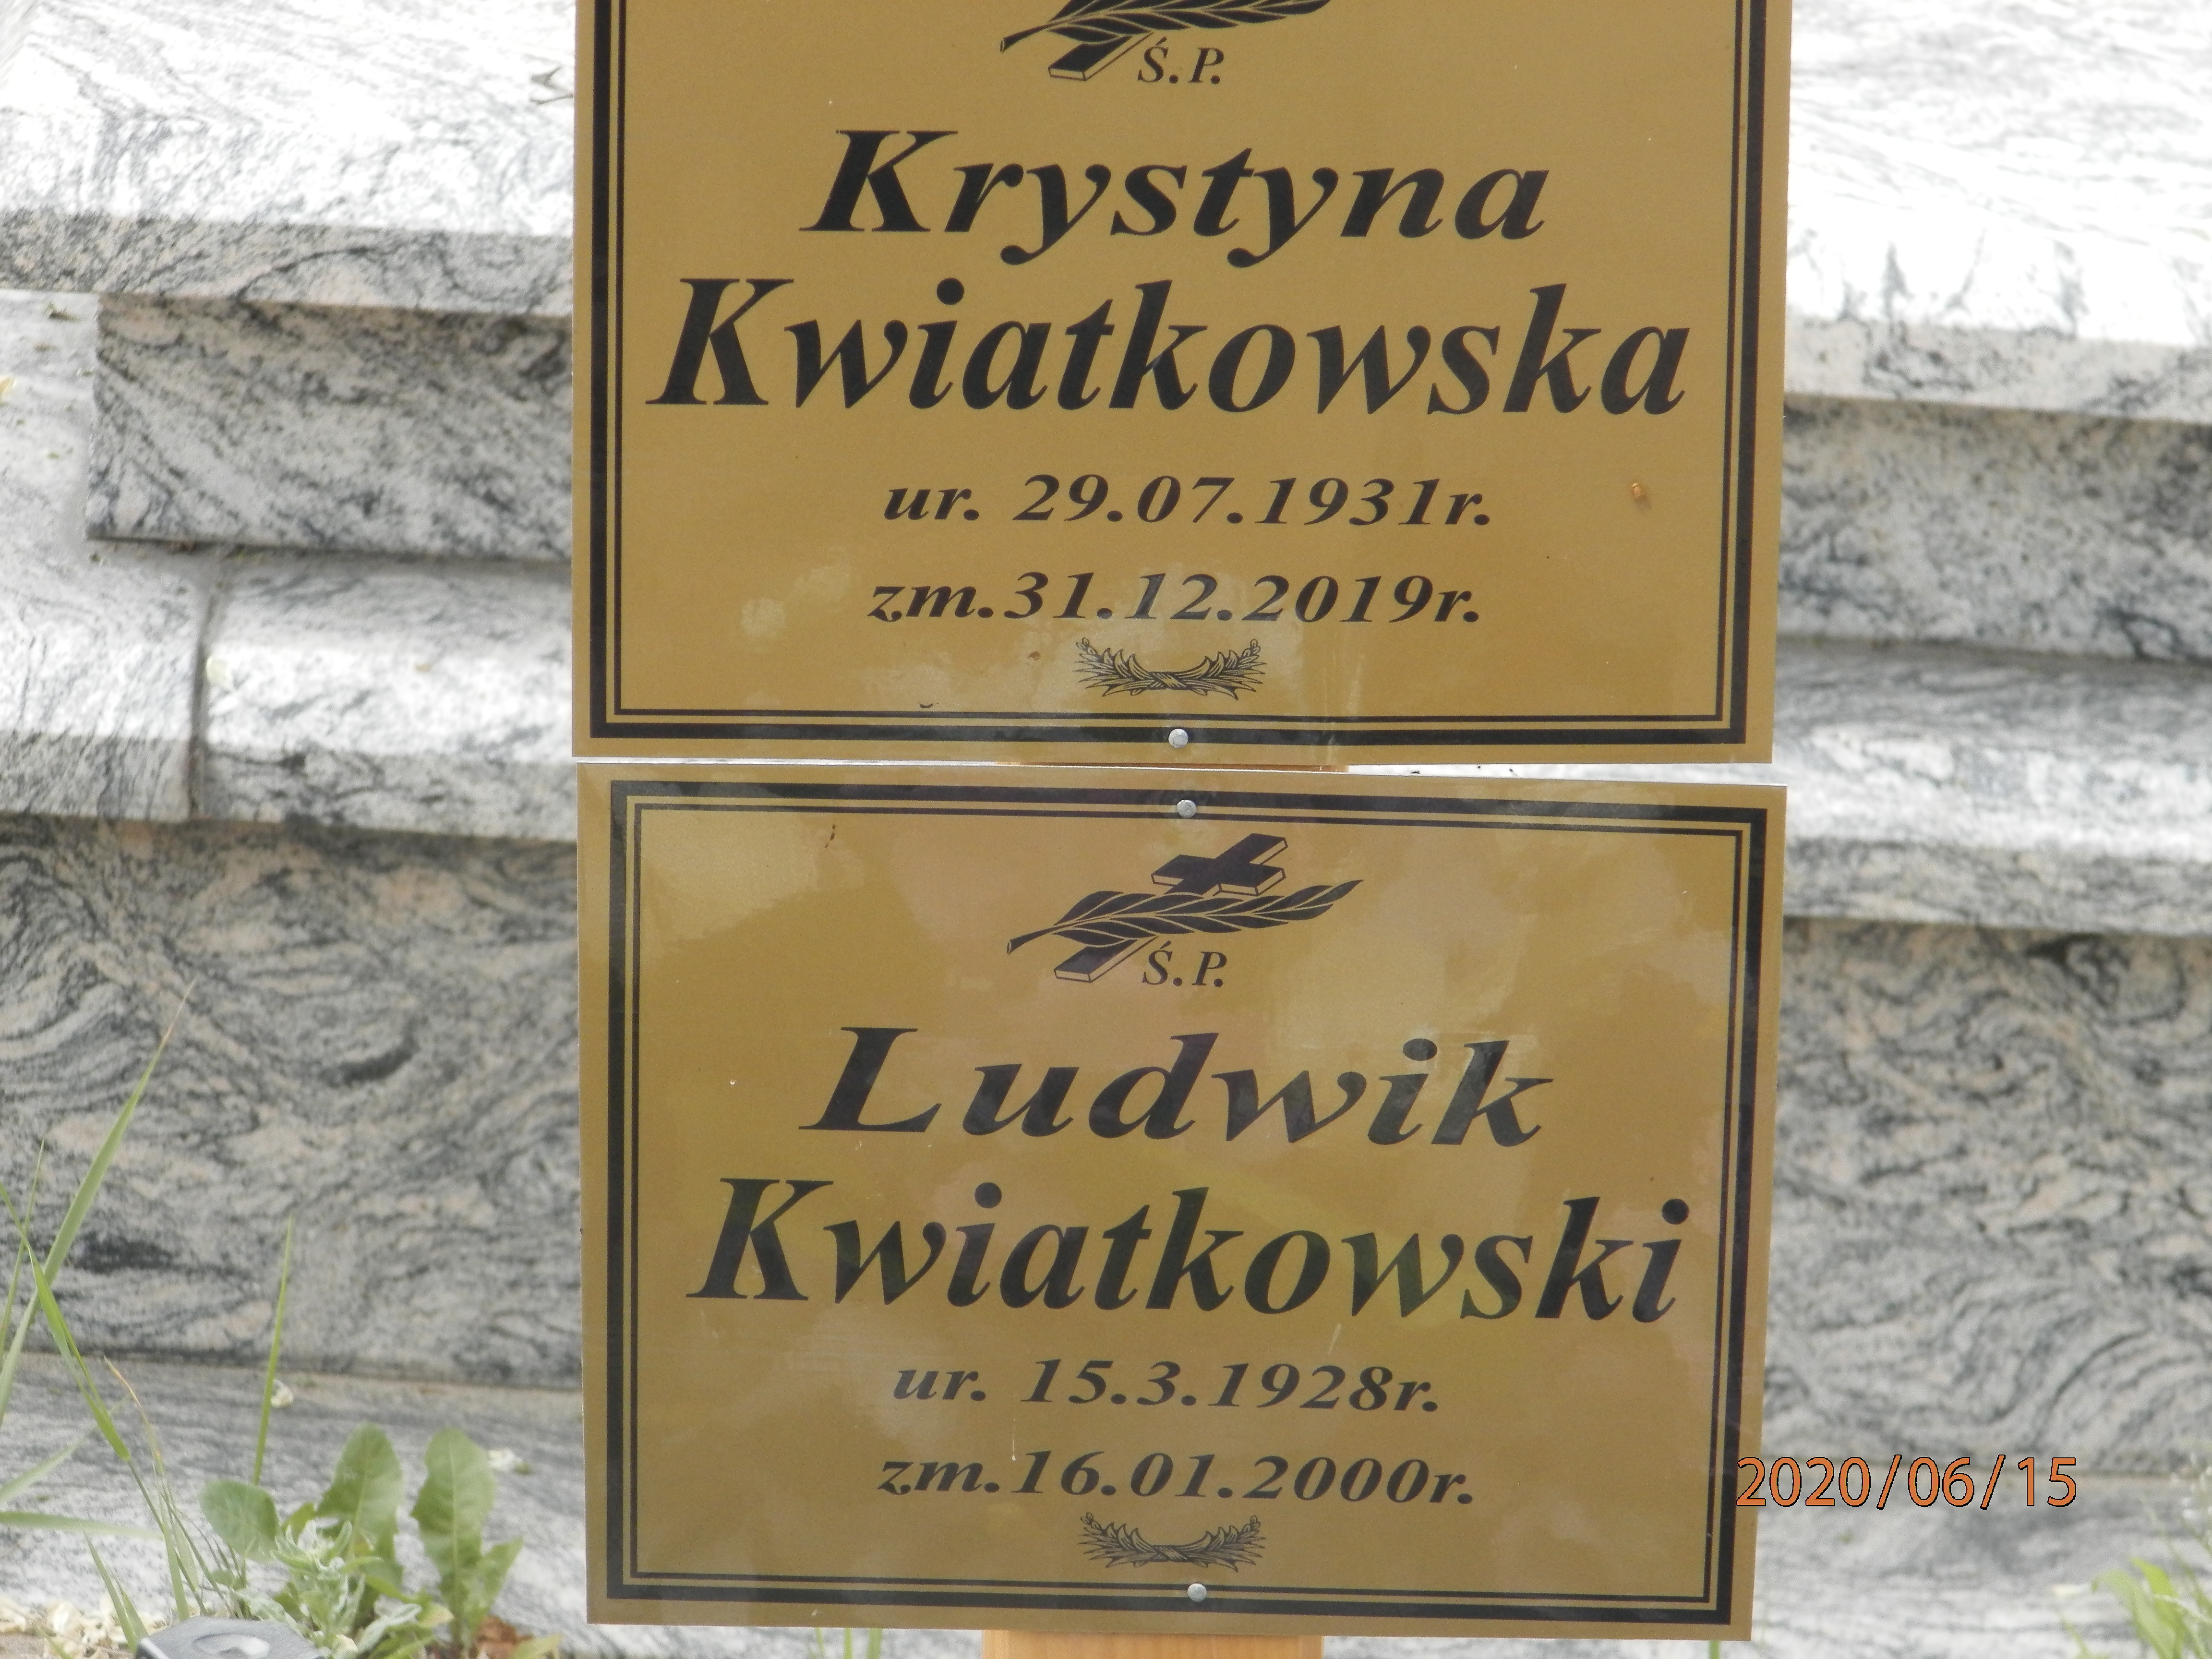 Ś.P.
Krystyna
Kwiatkowska
ur. 29.07.1931r.
zm.31.12.2019r.
Ś.P.
Ludwik
Kwiatkowski
ur. 15.3.1928r.
zm.16.01.2000r.
2020/06/15